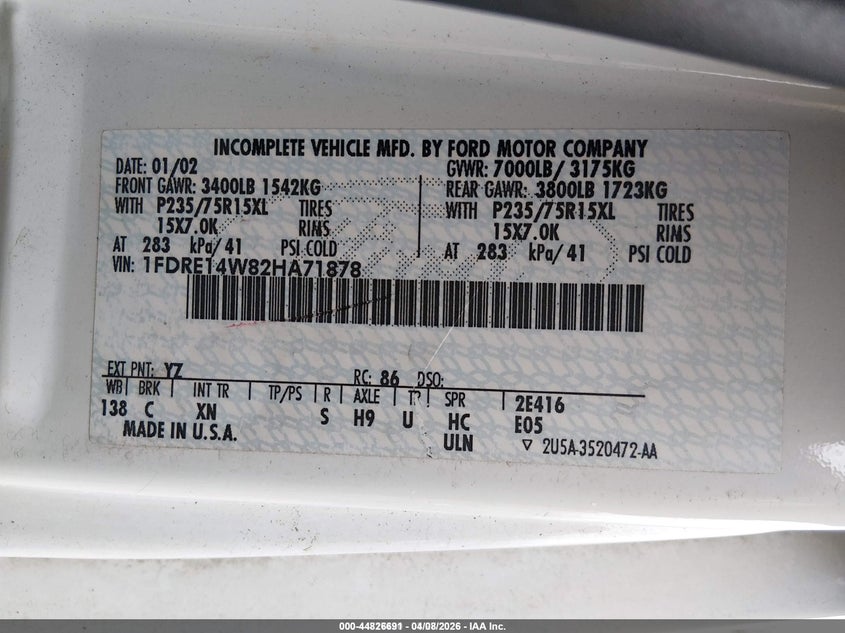 INCOMPLETE VEHICLE MFD. BY FORD MOTOR COMPANY
DATE: 01/02 GVWR: 7000LB/ 3175KG
FRONT GAWR: 3400LB 1542KG REAR GAWR: 3800LB 1723KG
WITH P235/75R15XL TIRES WITH P235/75R15XL TIRES
15X7.0K RIMS 15X7.0K RIMS
AT 283 kPa/ 41 PSI COLD AT 283 kPa/ 41 PSI COLD
VIN: 1FDRE14W82HA71878
EXT PNT: YZ RC: 86 DSO:
WB BRK INT TR TP/PS R AXLE SPR 2E416
138 C XN S H9 U HC E05
MADE IN U.S.A. ULN 2U5A-3520472-AA
000-44826691 - 04/08/2026 - IAA Inc.